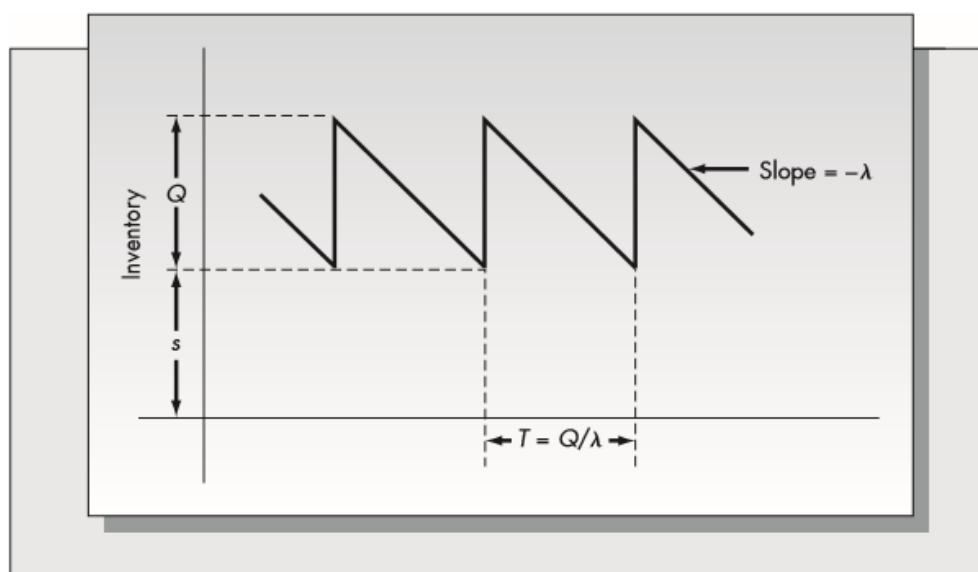 Inventory
Q
s
Slope = −λ
T = Q/λ